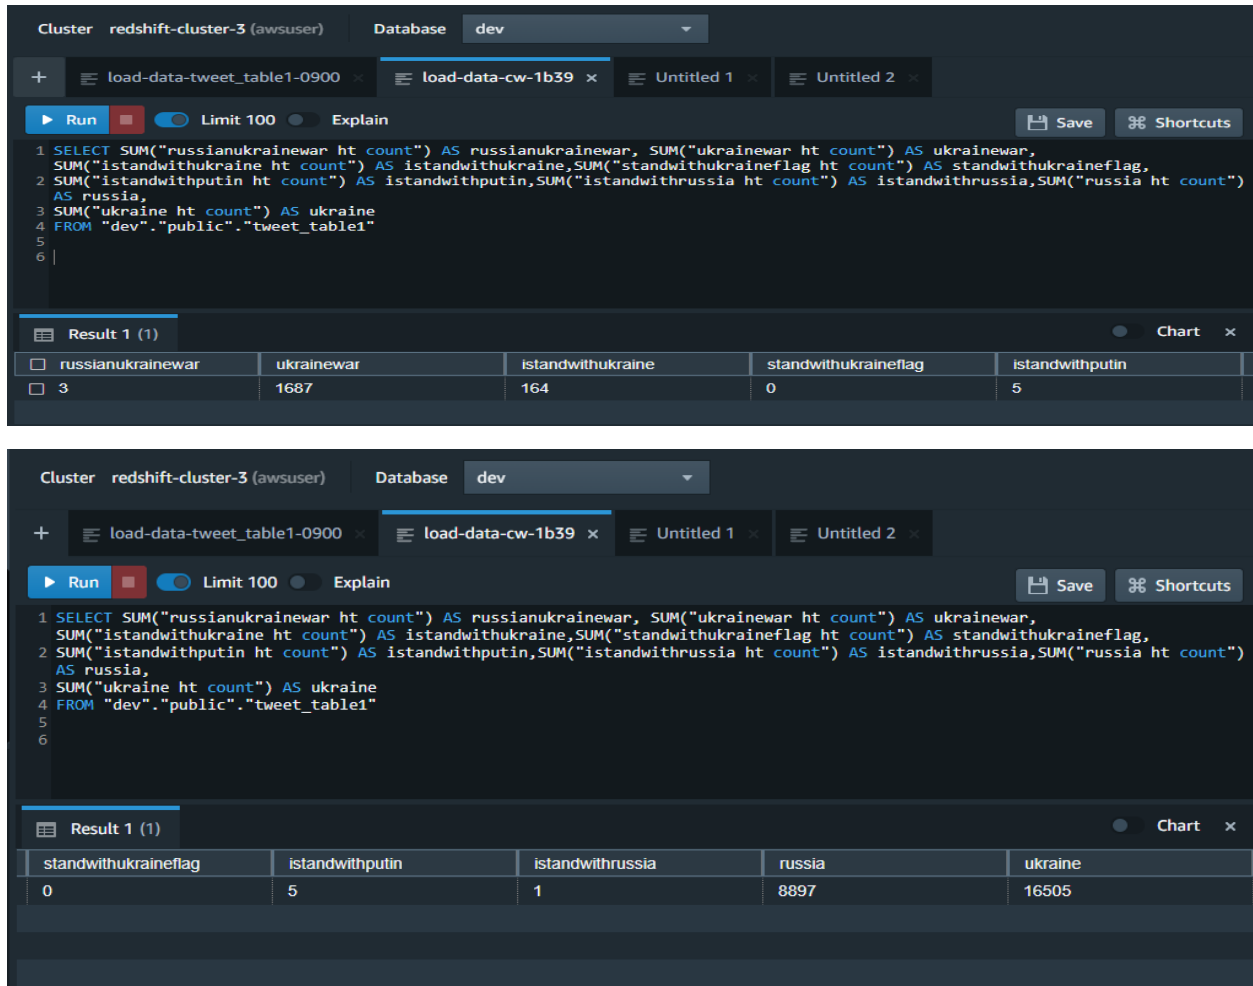 Cluster redshift-cluster-3 (awsuser) Database dev
+ load-data-tweet_table1-0900 × load-data-cw-1b39 × Untitled 1 × Untitled 2 ×
Run Limit 100 Explain Save ⌘ Shortcuts
1 SELECT SUM("russianukrainewar ht count") AS russianukrainewar, SUM("ukrainewar ht count") AS ukrainewar,
SUM("istandwithukraine ht count") AS istandwithukraine,SUM("standwithukraineflag ht count") AS standwithukraineflag,
2 SUM("istandwithputin ht count") AS istandwithputin,SUM("istandwithrussia ht count") AS istandwithrussia,SUM("russia ht count")
AS russia,
3 SUM("ukraine ht count") AS ukraine
4 FROM "dev"."public"."tweet_table1"
5
6
Result 1 (1) Chart ×
russianukrainewar ukrainewar istandwithukraine standwithukraineflag istandwithputin
3 1687 164 0 5
Cluster redshift-cluster-3 (awsuser) Database dev
+ load-data-tweet_table1-0900 × load-data-cw-1b39 × Untitled 1 × Untitled 2 ×
Run Limit 100 Explain Save ⌘ Shortcuts
1 SELECT SUM("russianukrainewar ht count") AS russianukrainewar, SUM("ukrainewar ht count") AS ukrainewar,
SUM("istandwithukraine ht count") AS istandwithukraine,SUM("standwithukraineflag ht count") AS standwithukraineflag,
2 SUM("istandwithputin ht count") AS istandwithputin,SUM("istandwithrussia ht count") AS istandwithrussia,SUM("russia ht count")
AS russia,
3 SUM("ukraine ht count") AS ukraine
4 FROM "dev"."public"."tweet_table1"
5
6
Result 1 (1) Chart ×
standwithukraineflag istandwithputin istandwithrussia russia ukraine
0 5 1 8897 16505